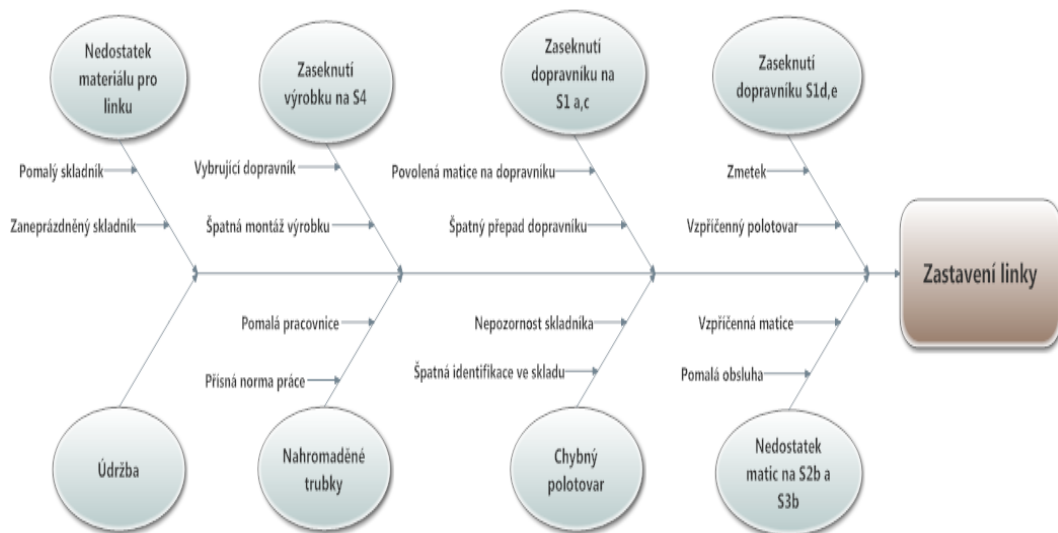 Nedostatek
materiálu pro
linku
Zaseknutí
výrobku na S4
Zaseknutí
dopravníku na
S1 a,c
Zaseknutí
dopravníku S1d,e
Pomalý skladník
Vybrující dopravník
Povolená matice na dopravníku
Zmetek
Zaneprázdněný skladník
Špatná montáž výrobku
Špatný přepad dopravníku
Vzpříčenný polotovar
Zastavení linky
Pomalá pracovnice
Nepozornost skladníka
Vzpříčenná matice
Přísná norma práce
Špatná identifikace ve skladu
Pomalá obsluha
Údržba
Nahromaděné
trubky
Chybný
polotovar
Nedostatek
matic na S2b a
S3b